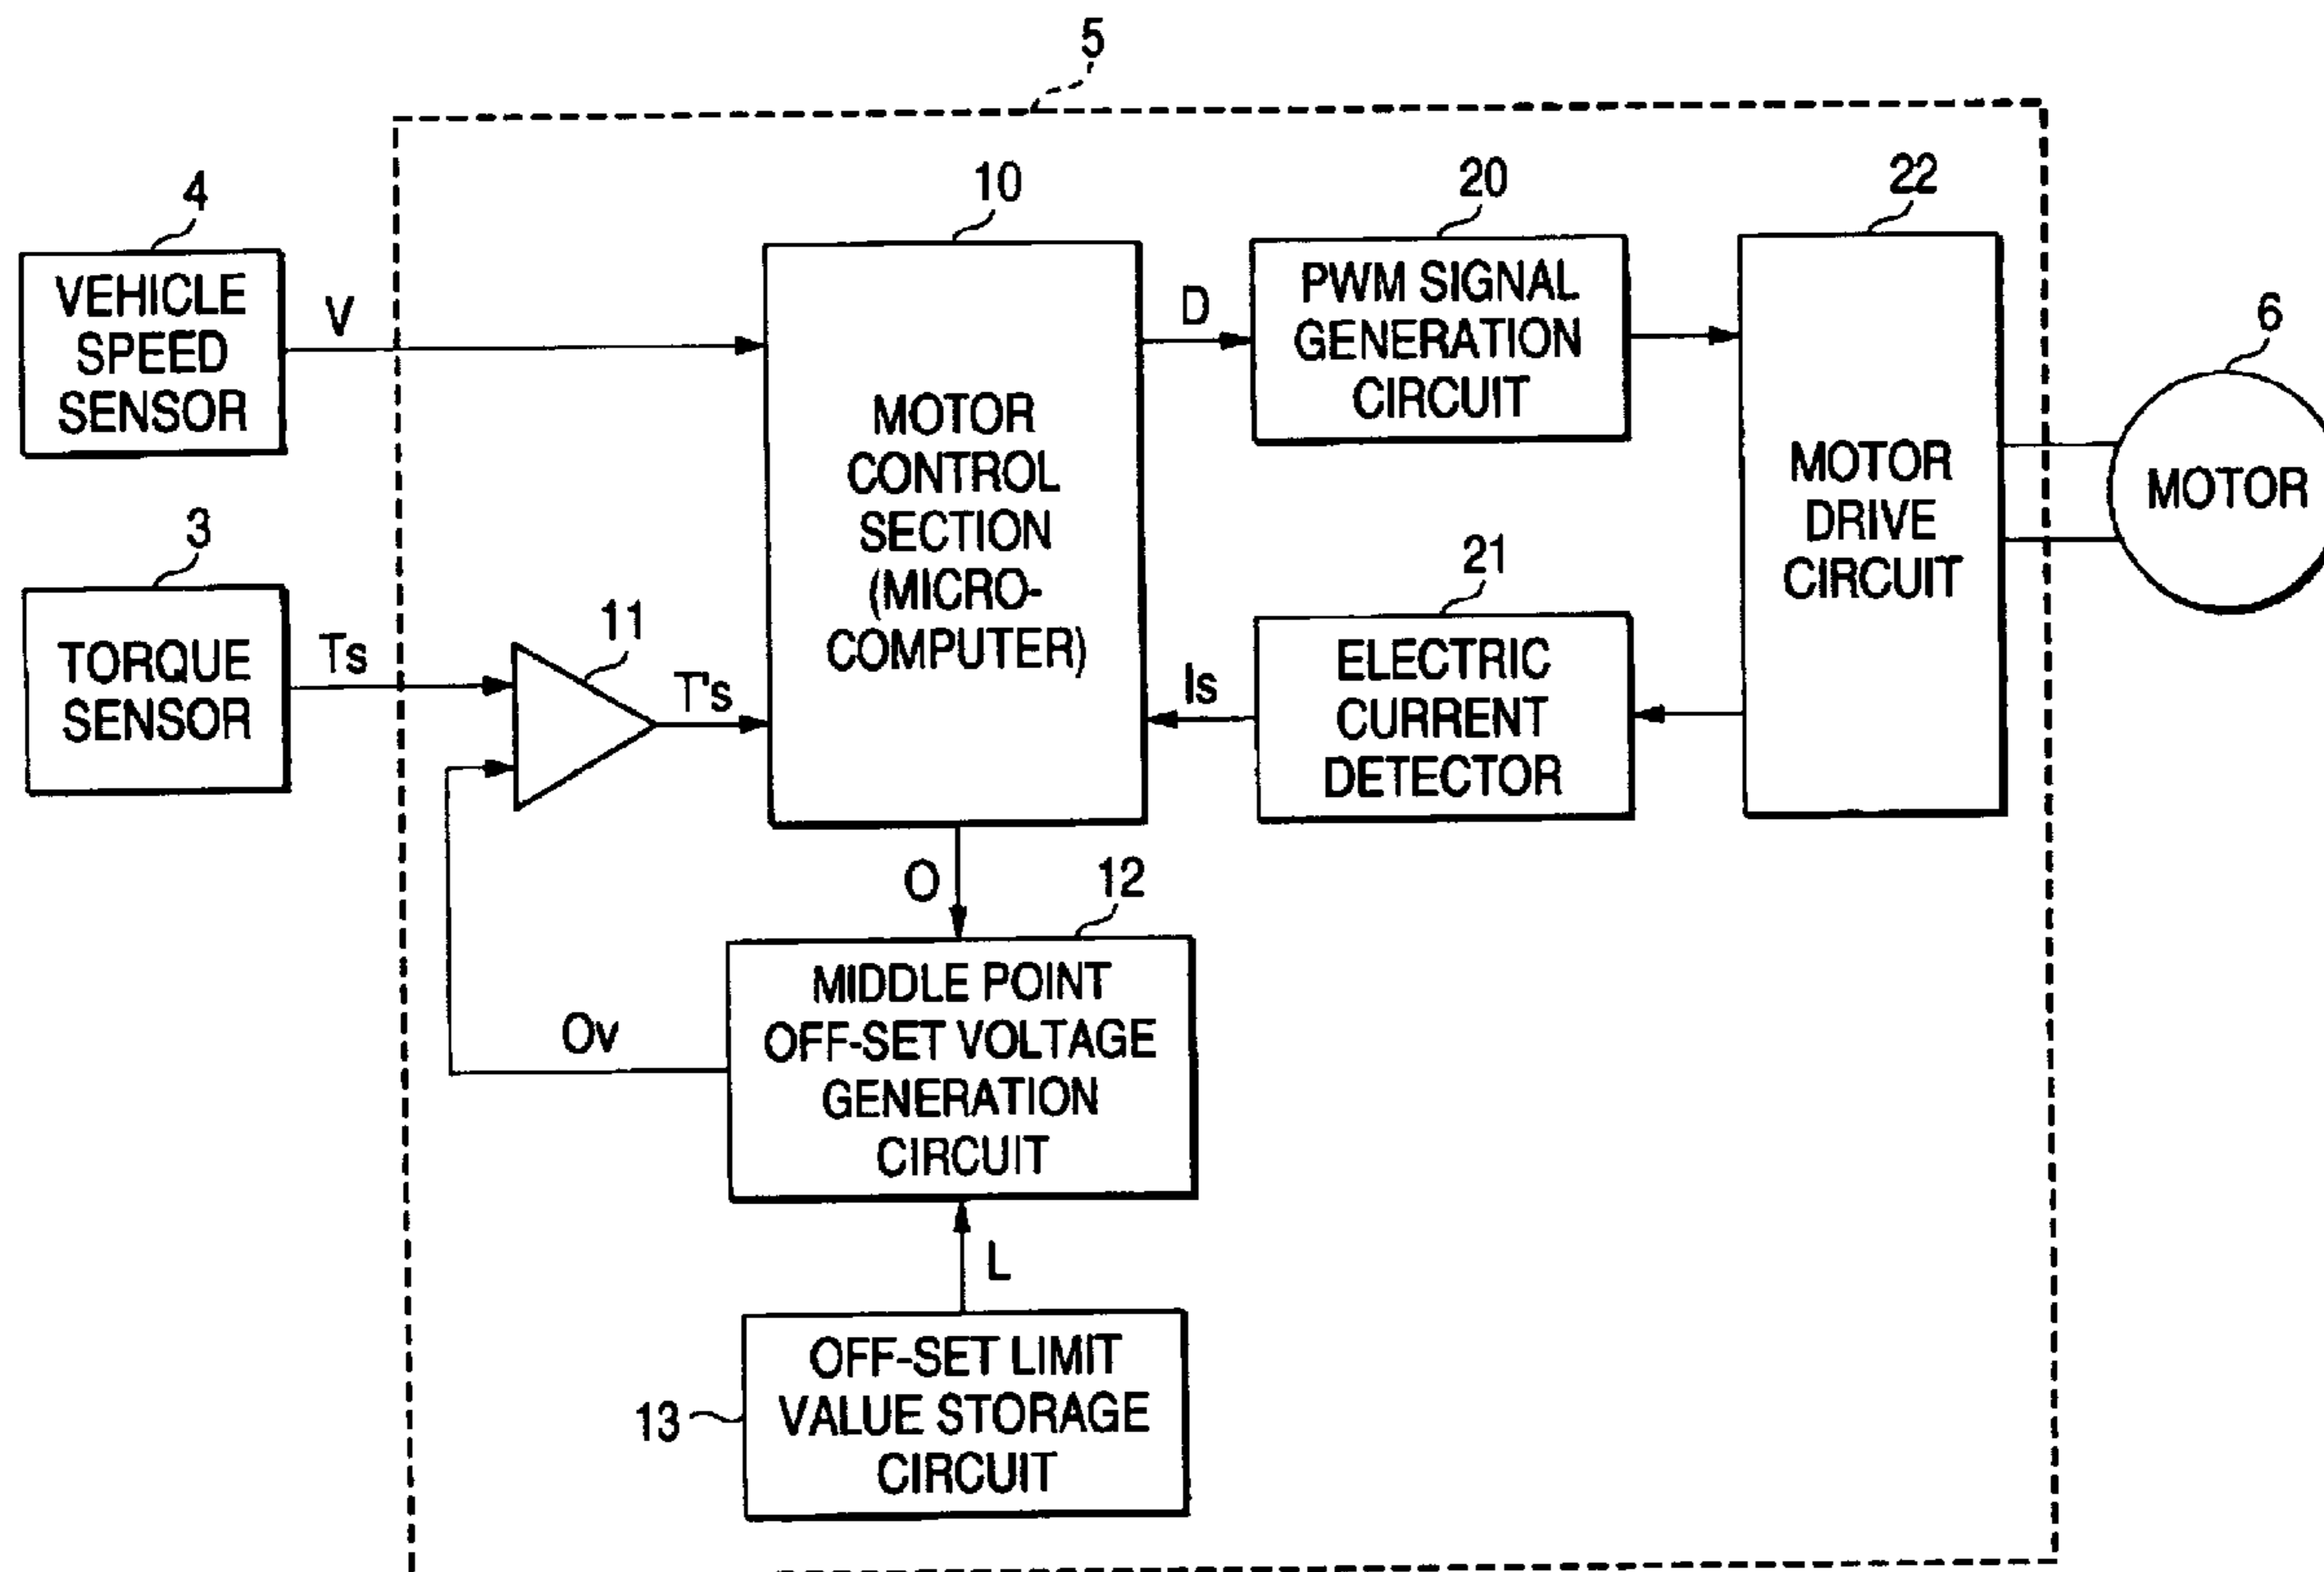 5
4
10
20
22
VEHICLE
SPEED
SENSOR
V
MOTOR
CONTROL
SECTION
(MICRO-
COMPUTER)
D
PWM SIGNAL
GENERATION
CIRCUIT
MOTOR
DRIVE
CIRCUIT
6
MOTOR
3
TORQUE
SENSOR
Ts
11
T's
Is
21
ELECTRIC
CURRENT
DETECTOR
O
12
MIDDLE POINT
OFF-SET VOLTAGE
GENERATION
CIRCUIT
Ov
L
13
OFF-SET LIMIT
VALUE STORAGE
CIRCUIT